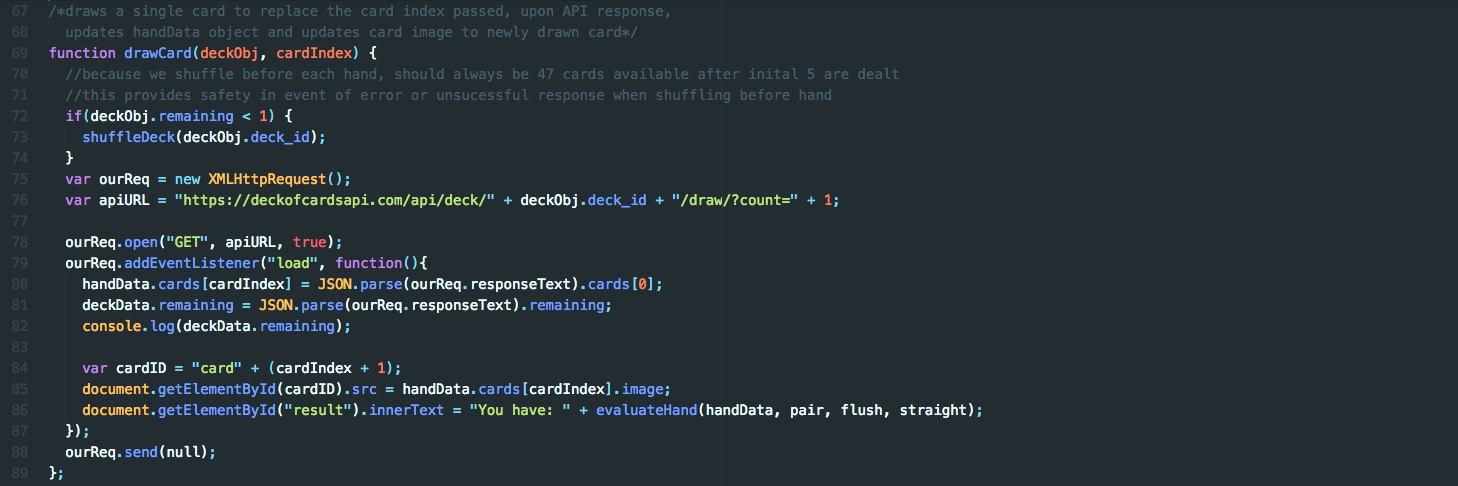 67 /*draws a single card to replace the card index passed, upon API response,
68 updates handData object and updates card image to newly drawn card*/
69 function drawCard(deckObj, cardIndex) {
70 //because we shuffle before each hand, should always be 47 cards available after inital 5 are dealt
71 //this provides safety in event of error or unsucessful response when shuffling before hand
72 if(deckObj.remaining < 1) {
73 shuffleDeck(deckObj.deck_id);
74 }
75 var ourReq = new XMLHttpRequest();
76 var apiURL = "https://deckofcardsapi.com/api/deck/" + deckObj.deck_id + "/draw/?count=" + 1;
77
78 ourReq.open("GET", apiURL, true);
79 ourReq.addEventListener("load", function(){
80 handData.cards[cardIndex] = JSON.parse(ourReq.responseText).cards[0];
81 deckData.remaining = JSON.parse(ourReq.responseText).remaining;
82 console.log(deckData.remaining);
83
84 var cardID = "card" + (cardIndex + 1);
85 document.getElementById(cardID).src = handData.cards[cardIndex].image;
86 document.getElementById("result").innerText = "You have: " + evaluateHand(handData, pair, flush, straight);
87 });
88 ourReq.send(null);
89 };